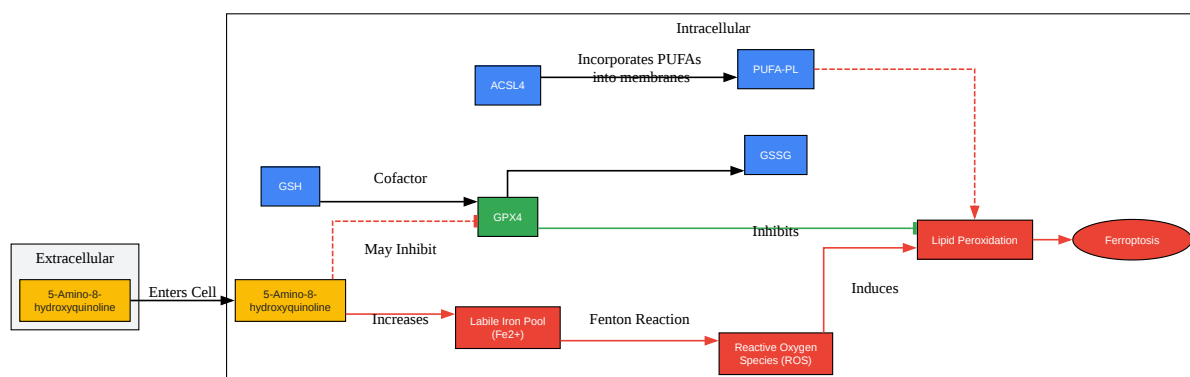 Intracellular
Incorporates PUFAs
into membranes
ACSL4
PUFA-PL
GSSG
Cofactor
GSH
GPX4
May Inhibit
Inhibits
Lipid Peroxidation
Ferroptosis
Extracellular
5-Amino-8-
hydroxyquinoline
Enters Cell
5-Amino-8-
hydroxyquinoline
Increases
Labile Iron Pool
(Fe2+)
Fenton Reaction
Induces
Reactive Oxygen
Species (ROS)